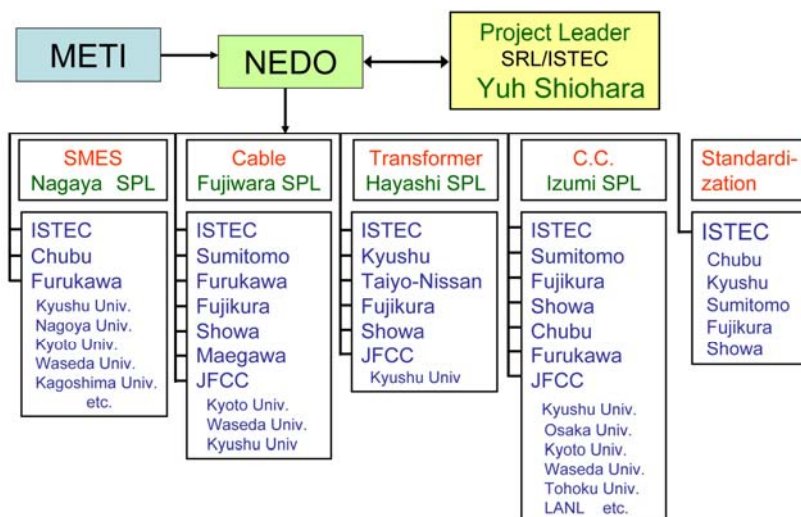 METI
NEDO
Project Leader
SRL/ISTEC
Yuh Shiohara
SMES
Nagaya SPL
ISTEC
Chubu
Furukawa
Kyushu Univ.
Nagoya Univ.
Kyoto Univ.
Waseda Univ.
Kagoshima Univ.
etc.
Cable
Fujiwara SPL
ISTEC
Sumitomo
Furukawa
Fujikura
Showa
Maegawa
JFCC
Kyoto Univ.
Waseda Univ.
Kyushu Univ
Transformer
Hayashi SPL
ISTEC
Kyushu
Taiyo-Nissan
Fujikura
Showa
JFCC
Kyushu Univ
C.C.
Izumi SPL
ISTEC
Sumitomo
Fujikura
Showa
Chubu
Furukawa
JFCC
Kyushu Univ.
Osaka Univ.
Kyoto Univ.
Waseda Univ.
Tohoku Univ.
LANL etc.
Standardi-
zation
ISTEC
Chubu
Kyushu
Sumitomo
Fujikura
Showa